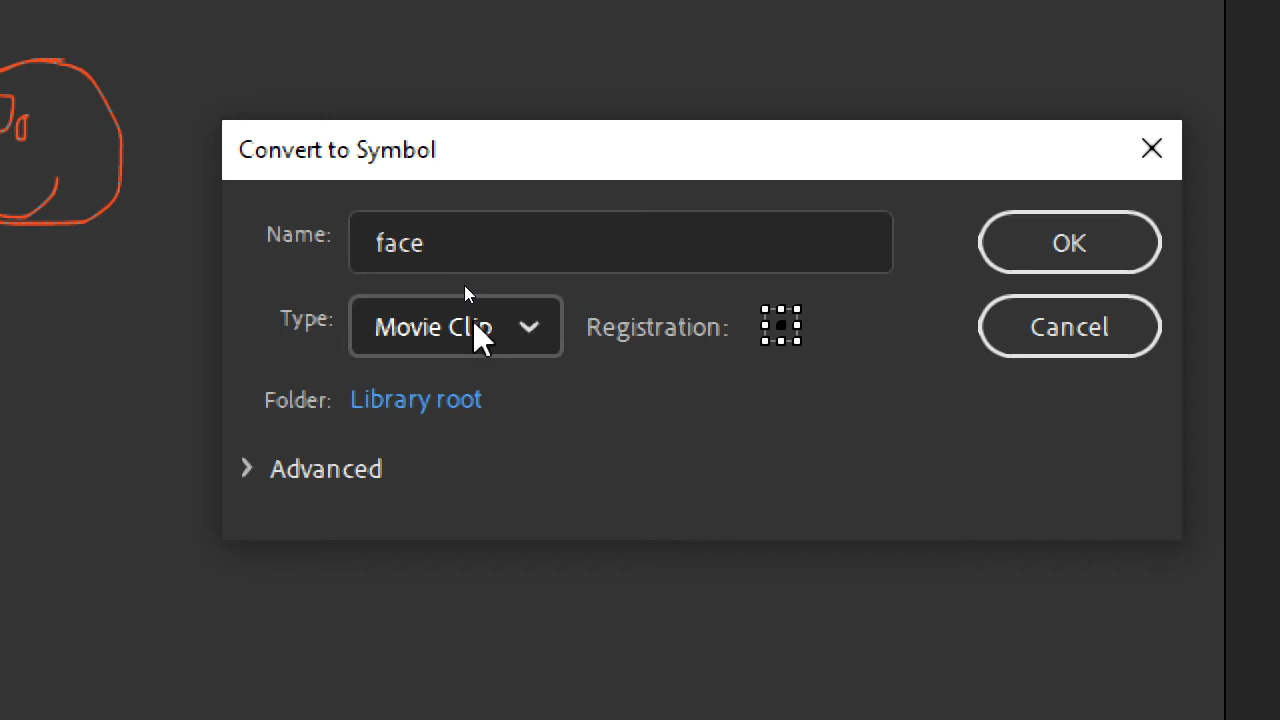 Convert to Symbol
Name: face OK
Type: Movie Clip Registration: Cancel
Folder: Library root
Advanced